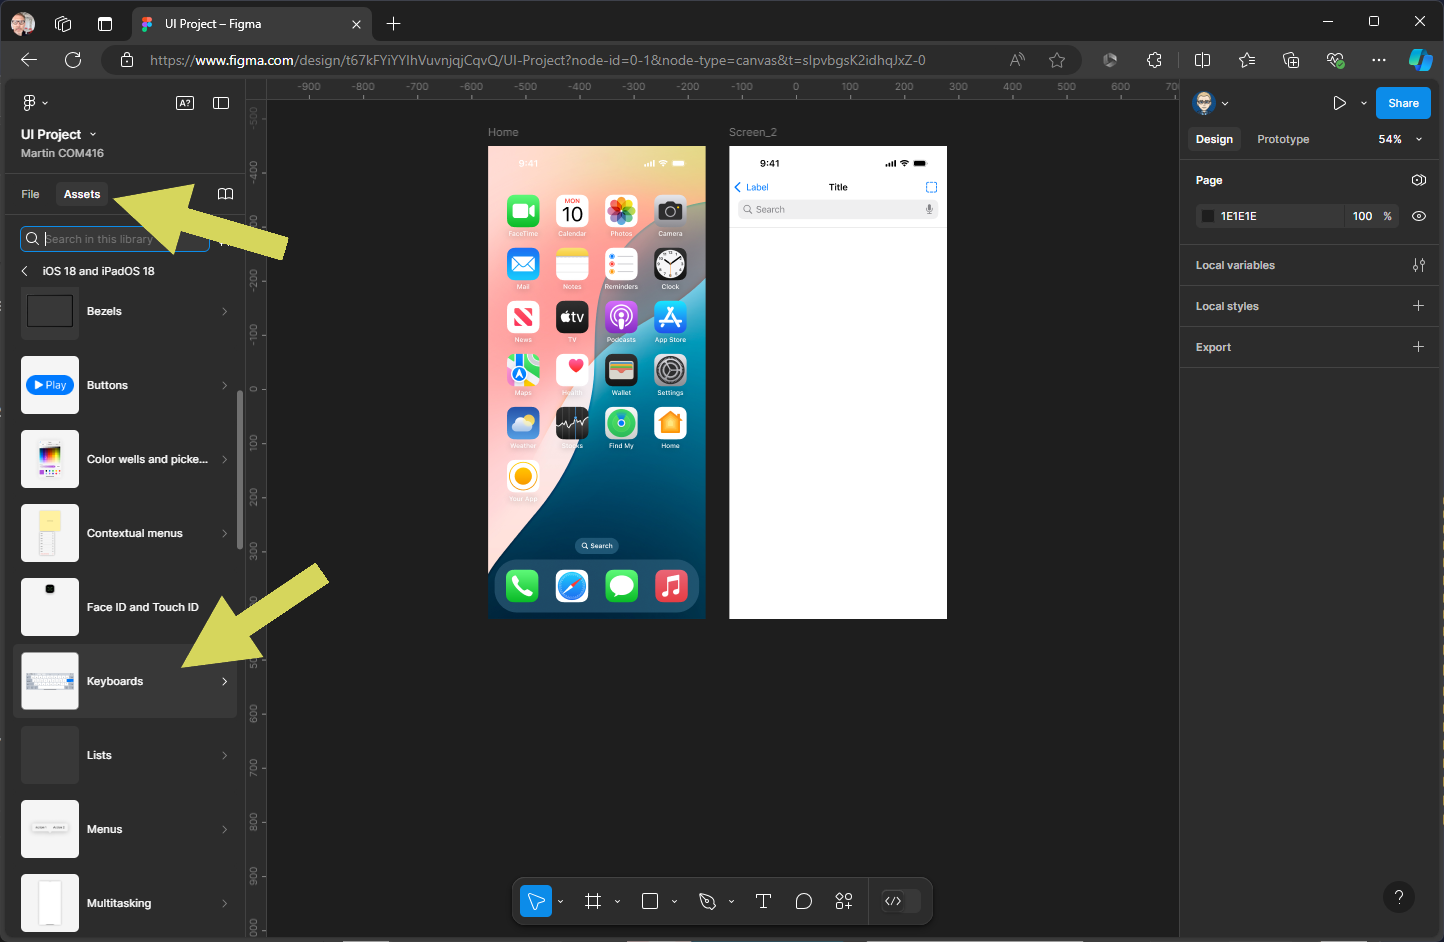 UI Project – Figma
https://www.figma.com/design/t67kFYiYYIhVuvnjqjCqvQ/UI-Project?node-id=0-1&node-type=canvas&t=slpvbgsK2idhqJxZ-0
A
A?
UI Project
Martin COM416
File
Assets
Search in this library
iOS 18 and iPadOS 18
Bezels
Play
Buttons
Color wells and picke...
Contextual menus
Face ID and Touch ID
Keyboards
Lists
Menus
Multitasking
-900 -800 -700 -600 -500 -400 -300 -200 -100 0 100 200 300 400 500 600 700
-500
-400
-300
-200
-100
0
100
200
300
500
600
700
800
900
Home
9:41
FaceTime
MON
10
Calendar
Photos
Camera
Mail
Notes
Reminders
Clock
News
tv
TV
Podcasts
App Store
Maps
Health
Wallet
Settings
Weather
Stocks
Find My
Home
Your App
Search
Screen_2
9:41
Label
Title
Search
Share
Design
Prototype
54%
Page
1E1E1E
100
%
Local variables
Local styles
Export
T
</>
?